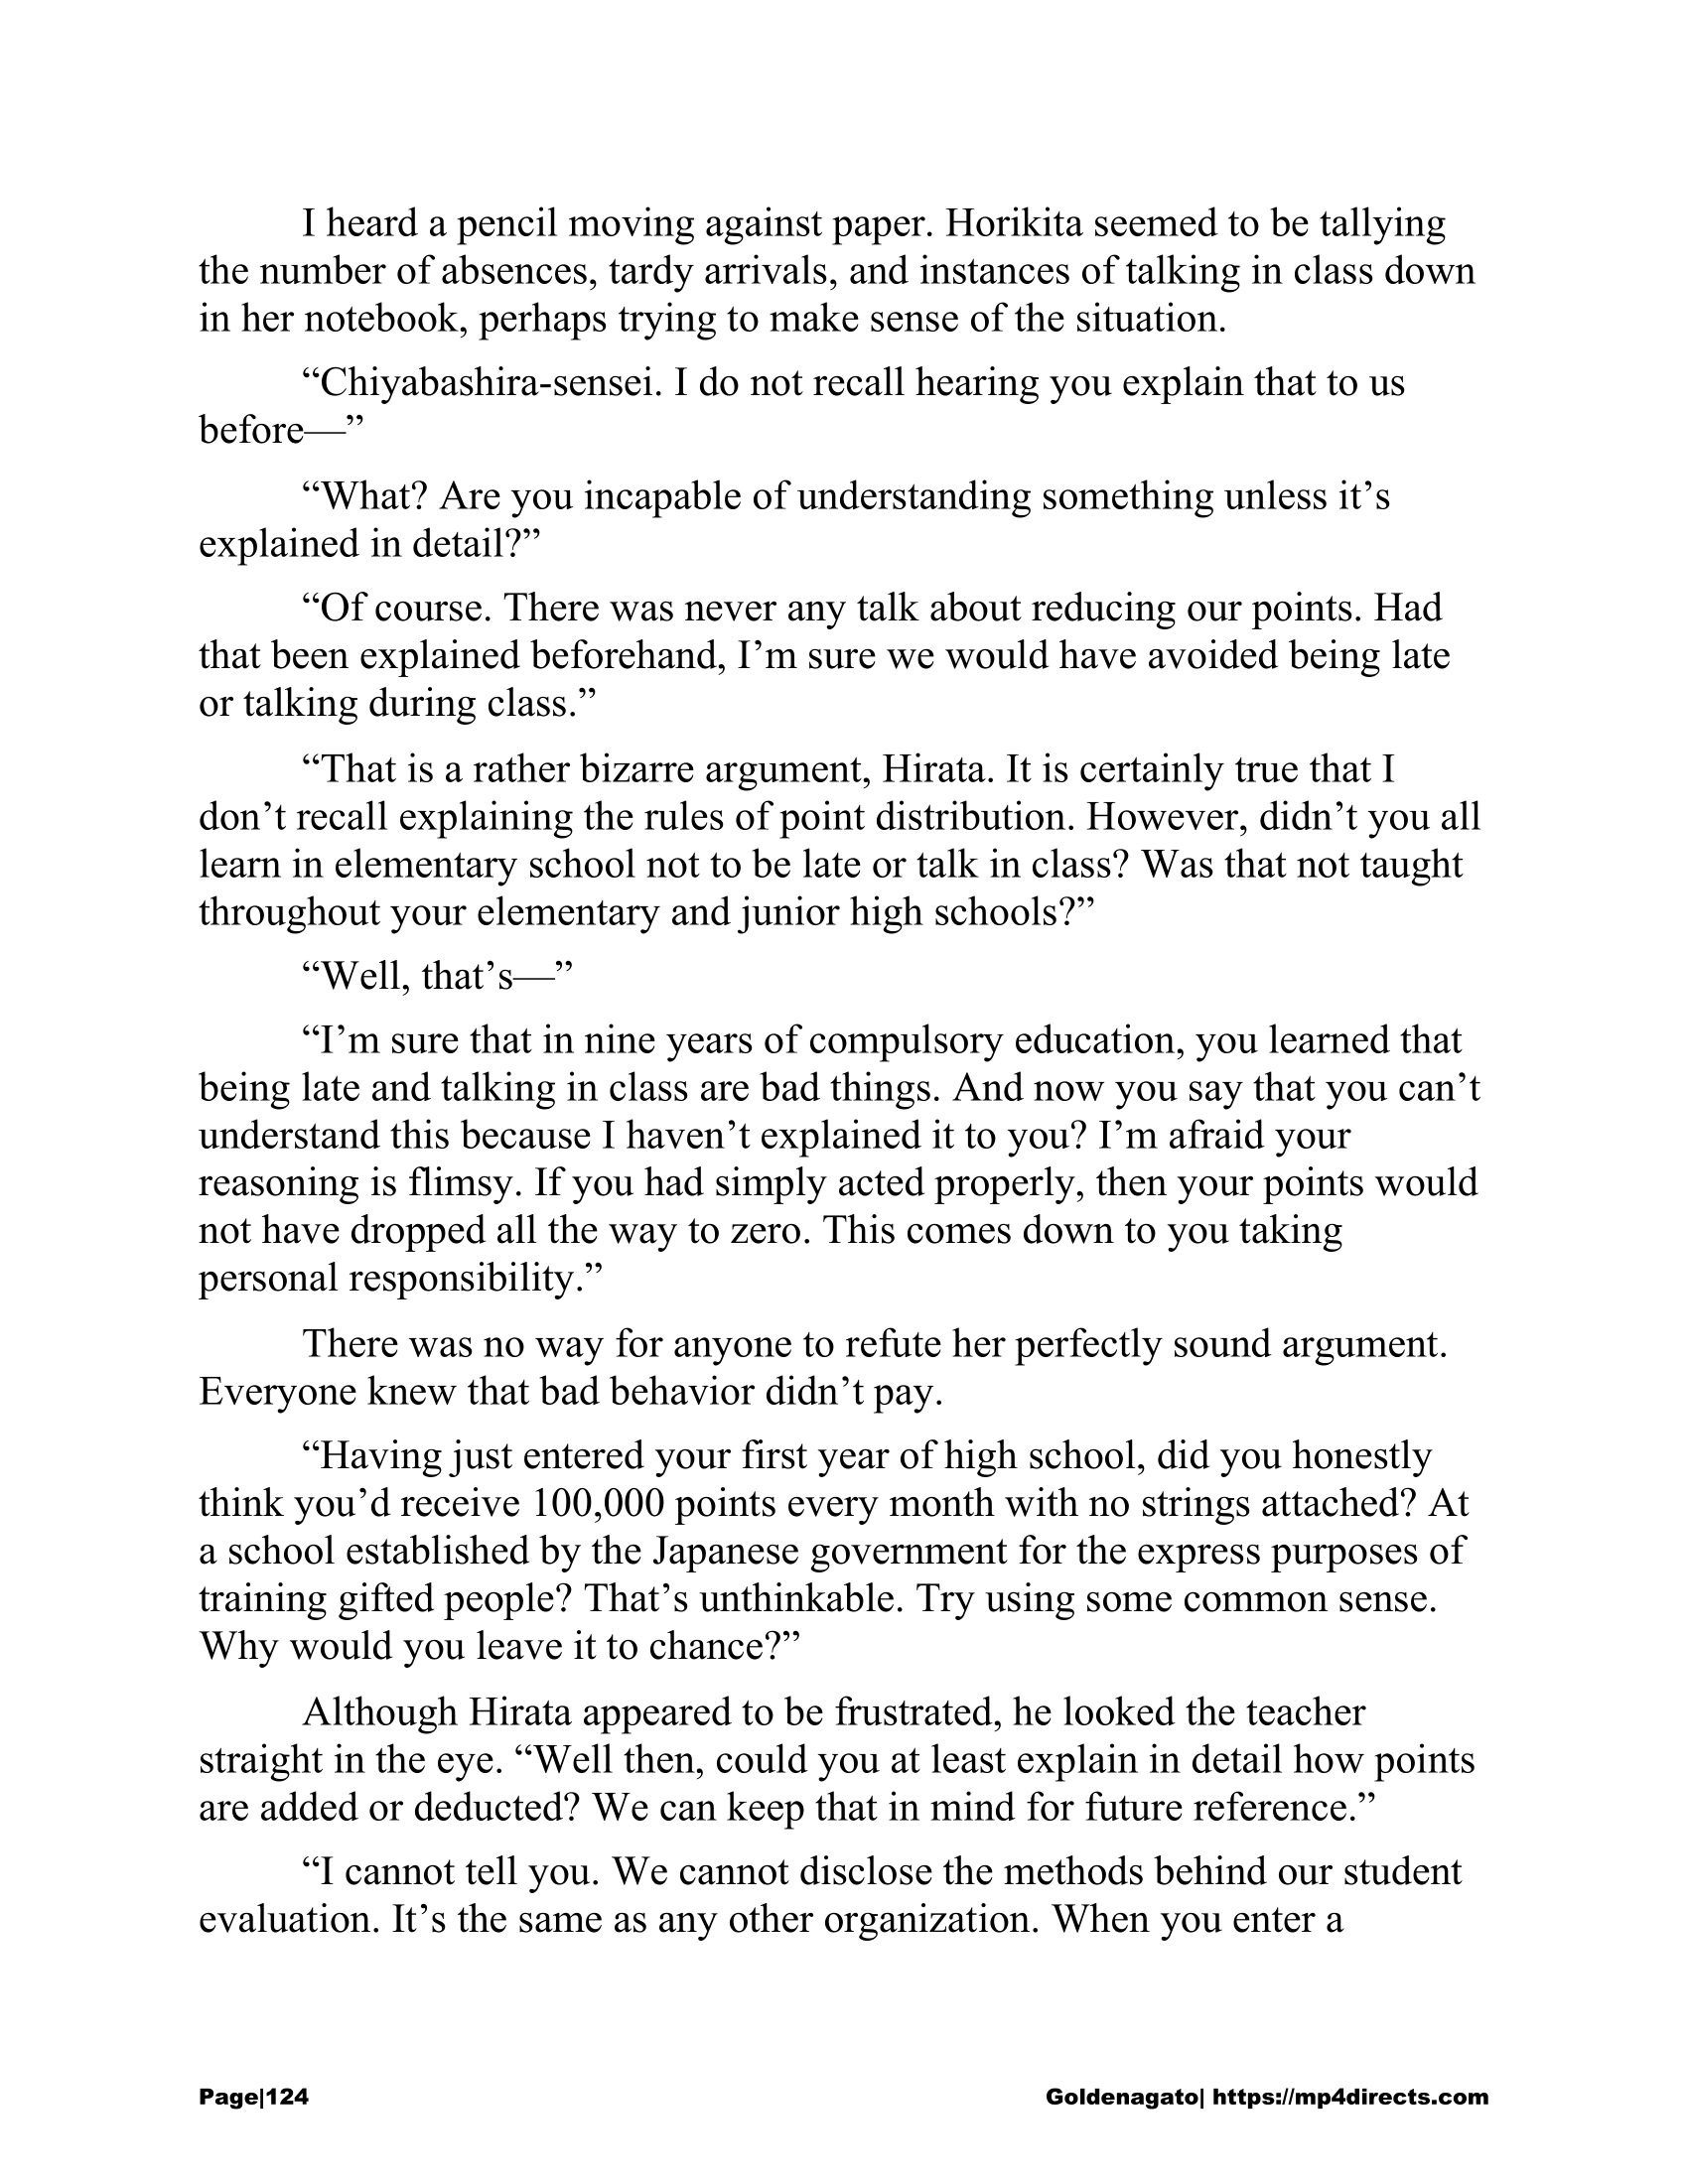 I heard a pencil moving against paper. Horikita seemed to be tallying
the number of absences, tardy arrivals, and instances of talking in class down
in her notebook, perhaps trying to make sense of the situation.
“Chiyabashira-sensei. I do not recall hearing you explain that to us
before—”
“What? Are you incapable of understanding something unless it’s
explained in detail?”
“Of course. There was never any talk about reducing our points. Had
that been explained beforehand, I’m sure we would have avoided being late
or talking during class.”
“That is a rather bizarre argument, Hirata. It is certainly true that I
don’t recall explaining the rules of point distribution. However, didn’t you all
learn in elementary school not to be late or talk in class? Was that not taught
throughout your elementary and junior high schools?”
“Well, that’s—”
“I’m sure that in nine years of compulsory education, you learned that
being late and talking in class are bad things. And now you say that you can’t
understand this because I haven’t explained it to you? I’m afraid your
reasoning is flimsy. If you had simply acted properly, then your points would
not have dropped all the way to zero. This comes down to you taking
personal responsibility.”
There was no way for anyone to refute her perfectly sound argument.
Everyone knew that bad behavior didn’t pay.
“Having just entered your first year of high school, did you honestly
think you’d receive 100,000 points every month with no strings attached? At
a school established by the Japanese government for the express purposes of
training gifted people? That’s unthinkable. Try using some common sense.
Why would you leave it to chance?”
Although Hirata appeared to be frustrated, he looked the teacher
straight in the eye. “Well then, could you at least explain in detail how points
are added or deducted? We can keep that in mind for future reference.”
“I cannot tell you. We cannot disclose the methods behind our student
evaluation. It’s the same as any other organization. When you enter a
Page|124 Goldenagato| https://mp4directs.com